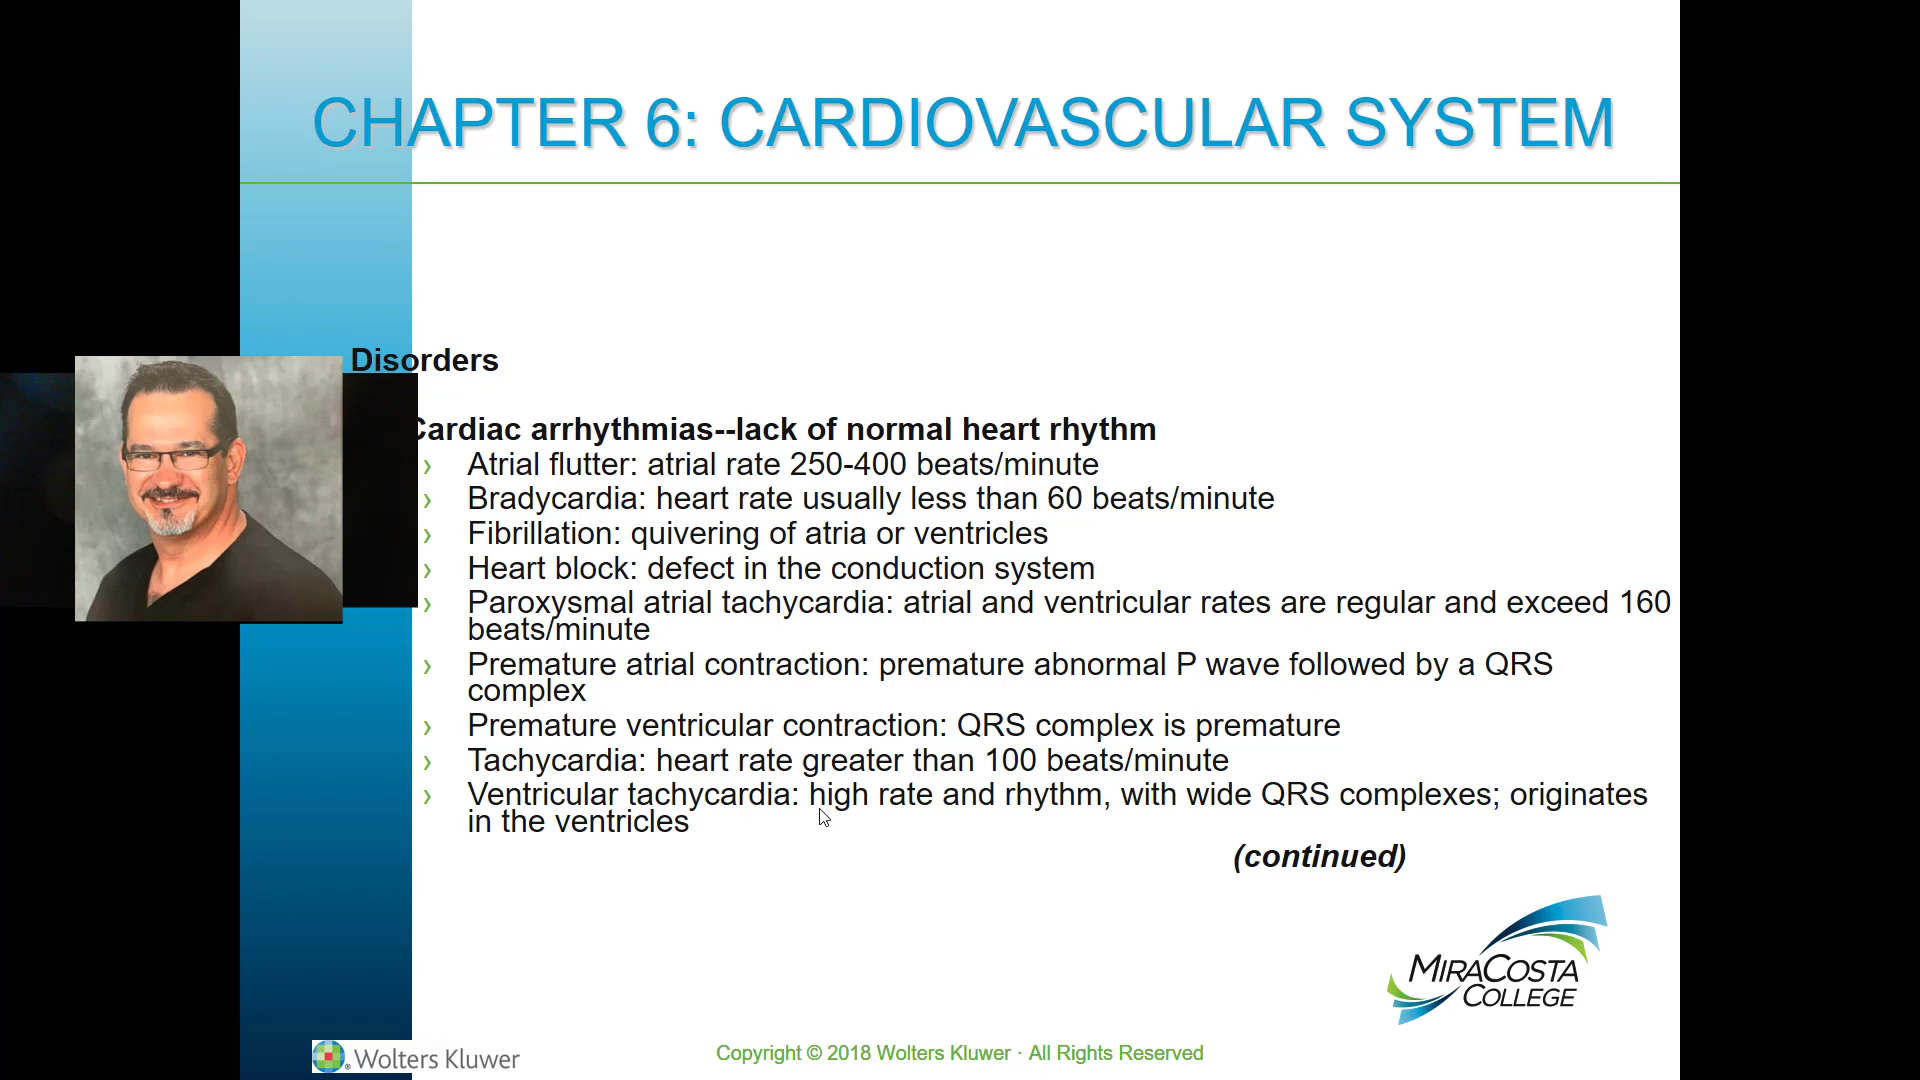 CHAPTER 6: CARDIOVASCULAR SYSTEM
Disorders
Cardiac arrhythmias--lack of normal heart rhythm
› Atrial flutter: atrial rate 250-400 beats/minute
› Bradycardia: heart rate usually less than 60 beats/minute
› Fibrillation: quivering of atria or ventricles
› Heart block: defect in the conduction system
› Paroxysmal atrial tachycardia: atrial and ventricular rates are regular and exceed 160
beats/minute
› Premature atrial contraction: premature abnormal P wave followed by a QRS
complex
› Premature ventricular contraction: QRS complex is premature
› Tachycardia: heart rate greater than 100 beats/minute
› Ventricular tachycardia: high rate and rhythm, with wide QRS complexes; originates
in the ventricles
(continued)
MIRACOSTA
COLLEGE
Wolters Kluwer
Copyright © 2018 Wolters Kluwer · All Rights Reserved